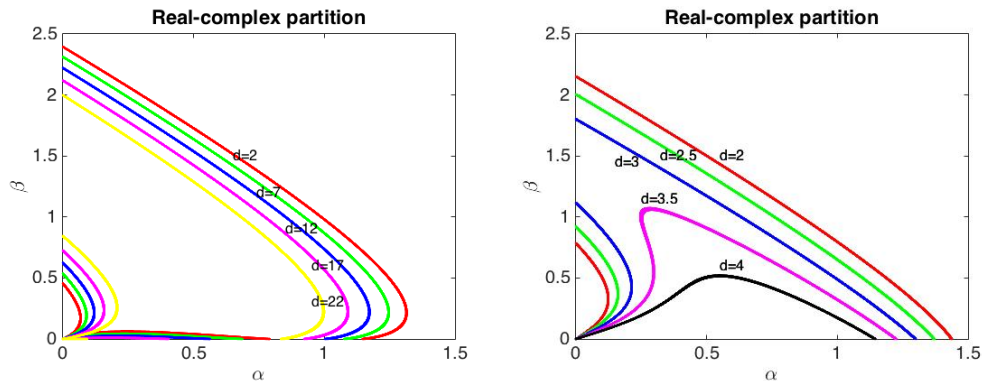 Real-complex partition
2.5
2
1.5
1
0.5
0
β
d=2
d=7
d=12
d=17
d=22
0
0.5
1
1.5
α
Real-complex partition
2.5
2
1.5
1
0.5
0
β
d=2
d=2.5
d=3
d=3.5
d=4
0
0.5
1
1.5
α